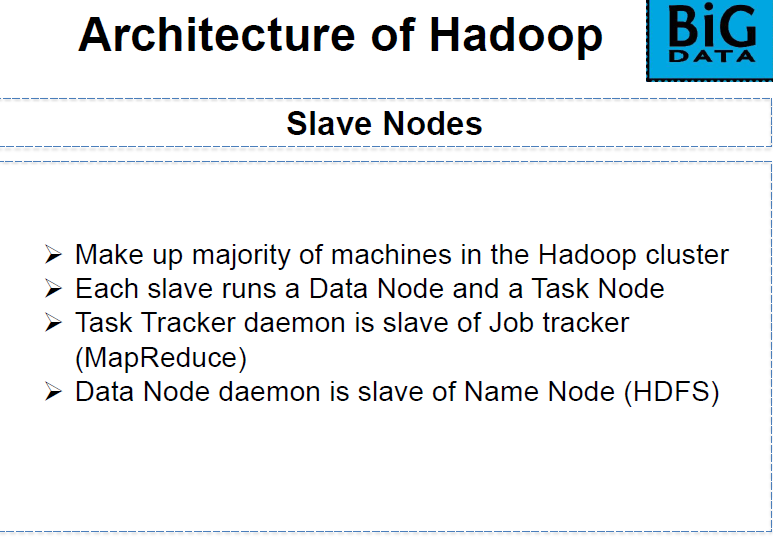 Architecture of Hadoop
BiG
DATA
Slave Nodes
➢ Make up majority of machines in the Hadoop cluster
➢ Each slave runs a Data Node and a Task Node
➢ Task Tracker daemon is slave of Job tracker
(MapReduce)
➢ Data Node daemon is slave of Name Node (HDFS)